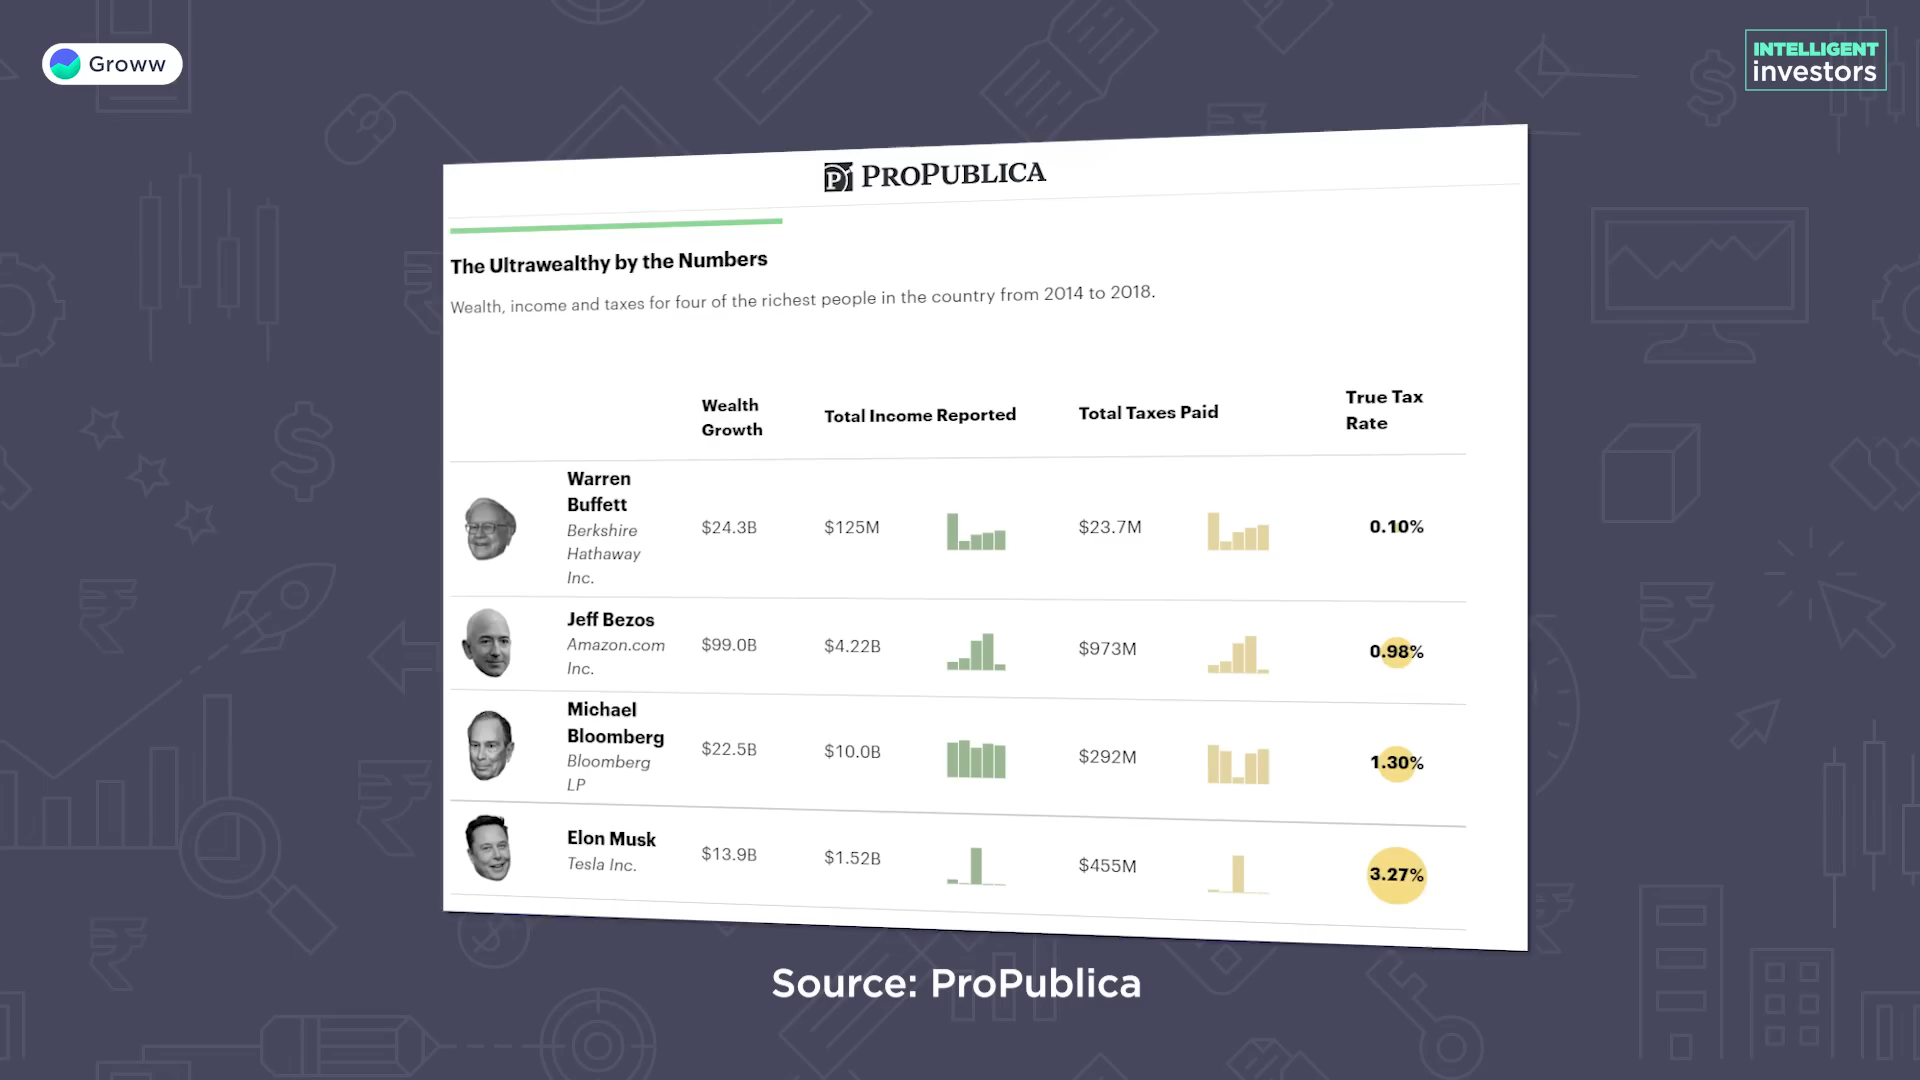 Groww
INTELLIGENT
investors
PROPUBLICA
The Ultrawealthy by the Numbers
Wealth, income and taxes for four of the richest people in the country from 2014 to 2018.
Wealth
Growth
Total Income Reported
Total Taxes Paid
True Tax
Rate
Warren
Buffett
Berkshire
Hathaway
Inc.
$24.3B
$125M
$23.7M
0.10%
Jeff Bezos
Amazon.com
Inc.
$99.0B
$4.22B
$973M
0.98%
Michael
Bloomberg
Bloomberg
LP
$22.5B
$10.0B
$292M
1.30%
Elon Musk
Tesla Inc.
$13.9B
$1.52B
$455M
3.27%
Source: ProPublica